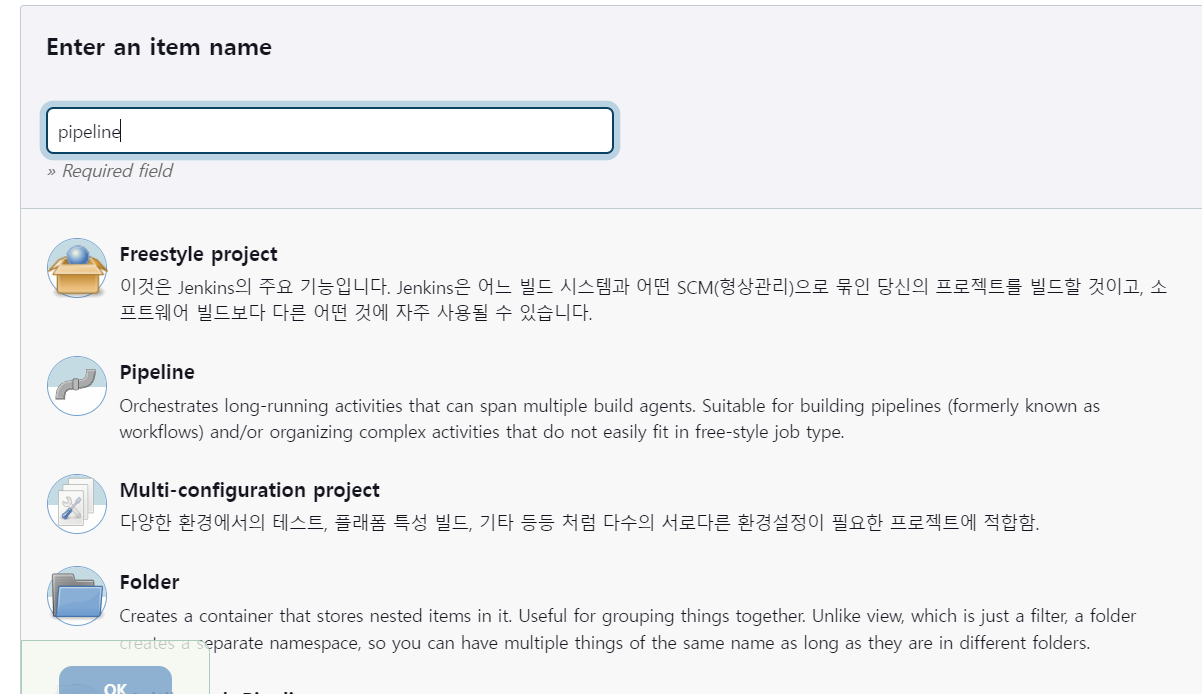 Enter an item name
pipeline
» Required field
Freestyle project
이것은 Jenkins의 주요 기능입니다. Jenkins은 어느 빌드 시스템과 어떤 SCM(형상관리)으로 묶인 당신의 프로젝트를 빌드할 것이고, 소
프트웨어 빌드보다 다른 어떤 것에 자주 사용될 수 있습니다.
Pipeline
Orchestrates long-running activities that can span multiple build agents. Suitable for building pipelines (formerly known as
workflows) and/or organizing complex activities that do not easily fit in free-style job type.
Multi-configuration project
다양한 환경에서의 테스트, 플래폼 특성 빌드, 기타 등등 처럼 다수의 서로다른 환경설정이 필요한 프로젝트에 적합함.
Folder
Creates a container that stores nested items in it. Useful for grouping things together. Unlike view, which is just a filter, a folder
creates a separate namespace, so you can have multiple things of the same name as long as they are in different folders.
OK